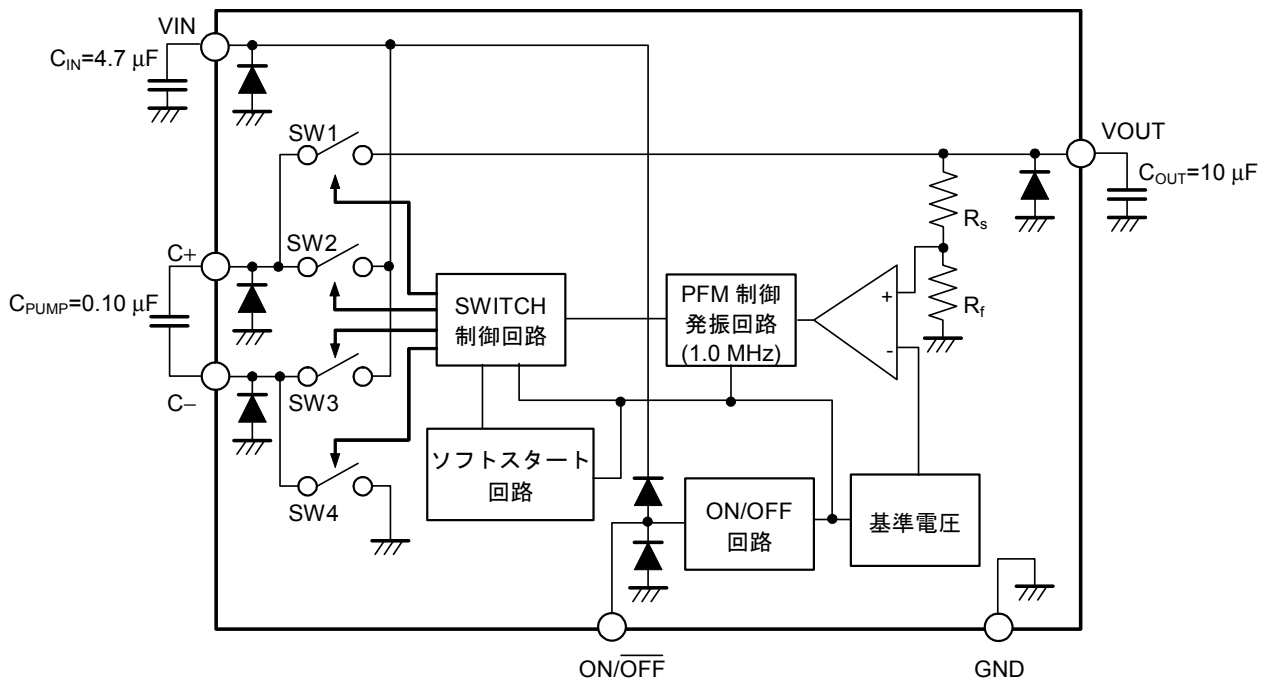 VIN
C_IN=4.7 μF
SW1
VOUT
C_OUT=10 μF
R_s
C+
SW2
C_PUMP=0.10 μF
SWITCH
制御回路
PFM 制御
発振回路
(1.0 MHz)
+
-
R_f
C−
SW3
ソフトスタート
回路
SW4
ON/OFF
回路
基準電圧
ON/O̅F̅F̅
GND